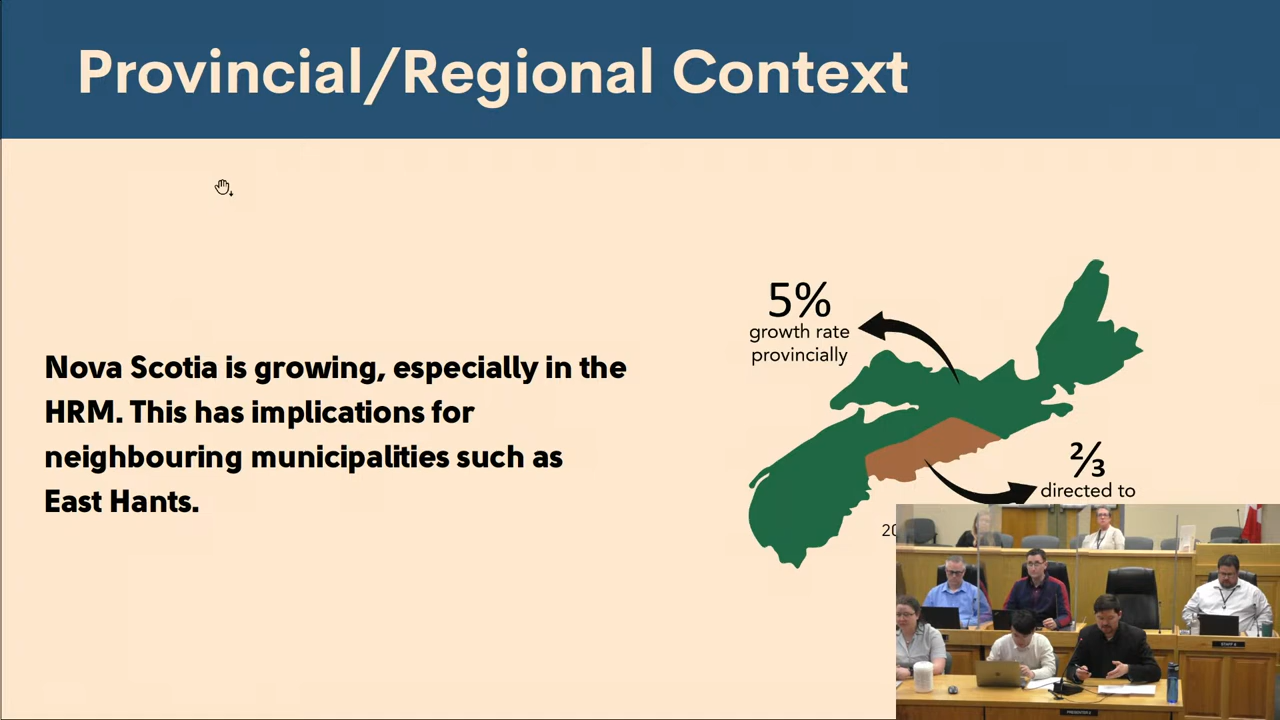 Provincial/Regional Context
5%
growth rate
provincially
Nova Scotia is growing, especially in the
HRM. This has implications for
neighbouring municipalities such as
East Hants.
⅔
directed to
20